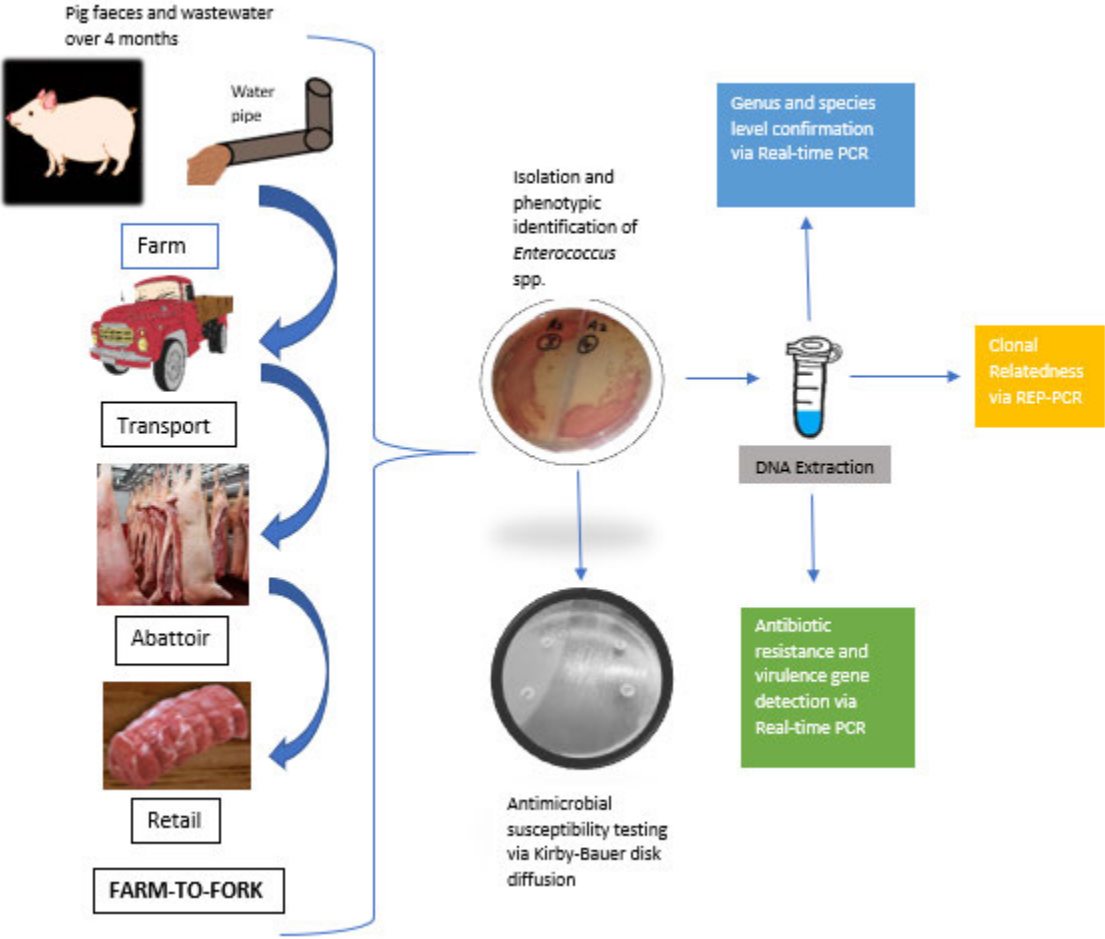 Pig faeces and wastewater
over 4 months
Water
pipe
Farm
Transport
Abattoir
Retail
FARM-TO-FORK
Isolation and
phenotypic
identification of
Enterococcus
spp.
A1
A2
Antimicrobial
susceptibility testing
via Kirby-Bauer disk
diffusion
Genus and species
level confirmation
via Real-time PCR
DNA Extraction
Clonal
Relatedness
via REP-PCR
Antibiotic
resistance and
virulence gene
detection via
Real-time PCR